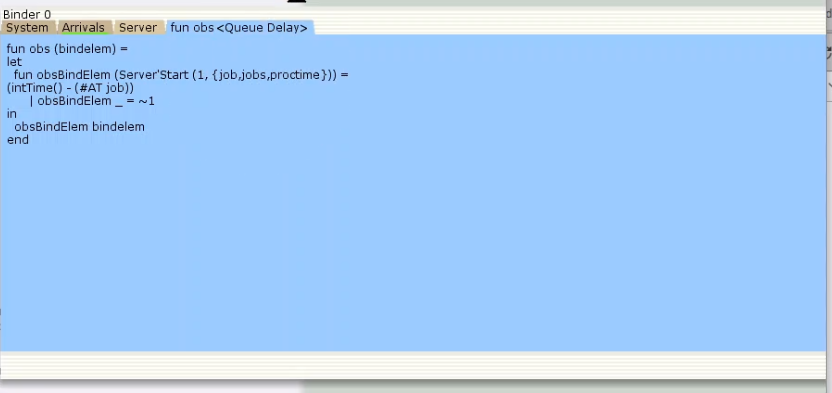 Binder 0
System Arrivals Server fun obs <Queue Delay>
fun obs (bindelem) =
let
fun obsBindElem (Server'Start (1, {job,jobs,proctime})) =
(intTime() - (#AT job))
| obsBindElem _ = ~1
in
obsBindElem bindelem
end